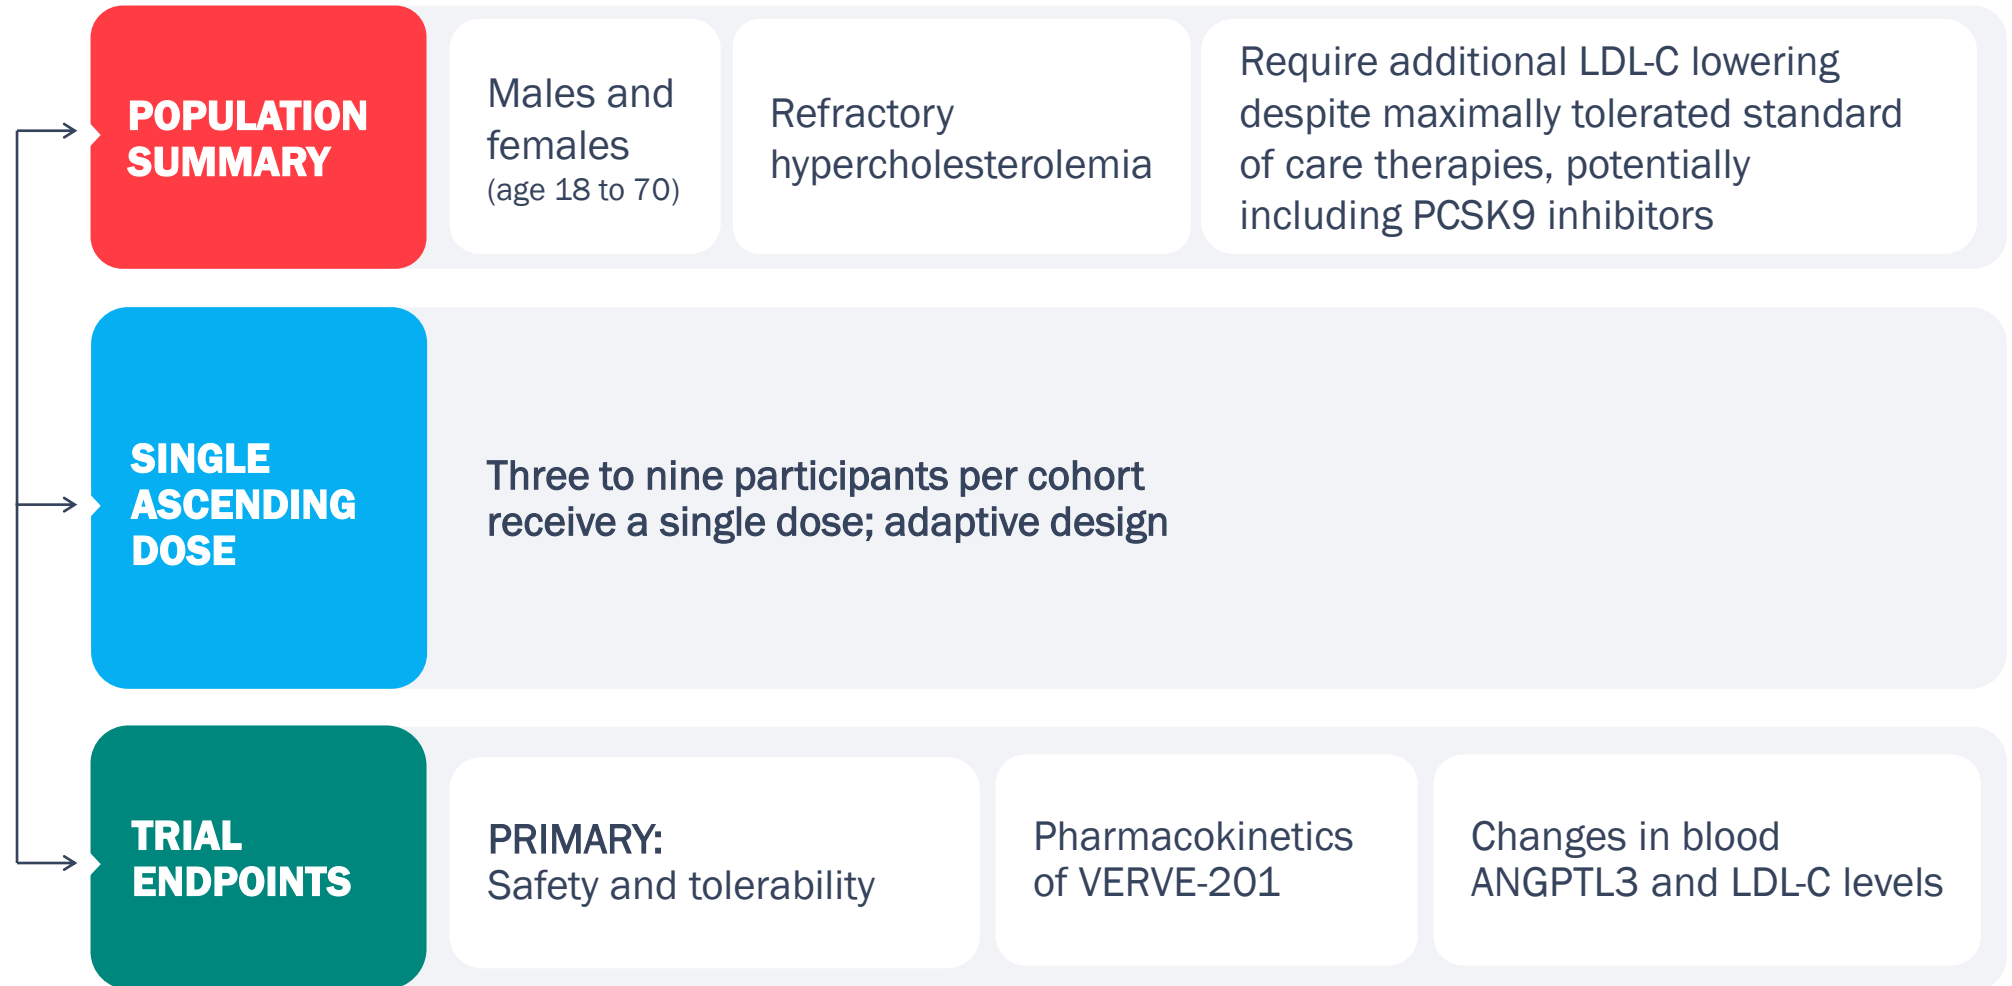 POPULATION
SUMMARY
Males and
females
(age 18 to 70)
Refractory
hypercholesterolemia
Require additional LDL-C lowering
despite maximally tolerated standard
of care therapies, potentially
including PCSK9 inhibitors
SINGLE
ASCENDING
DOSE
Three to nine participants per cohort
receive a single dose; adaptive design
TRIAL
ENDPOINTS
PRIMARY:
Safety and tolerability
Pharmacokinetics
of VERVE-201
Changes in blood
ANGPTL3 and LDL-C levels